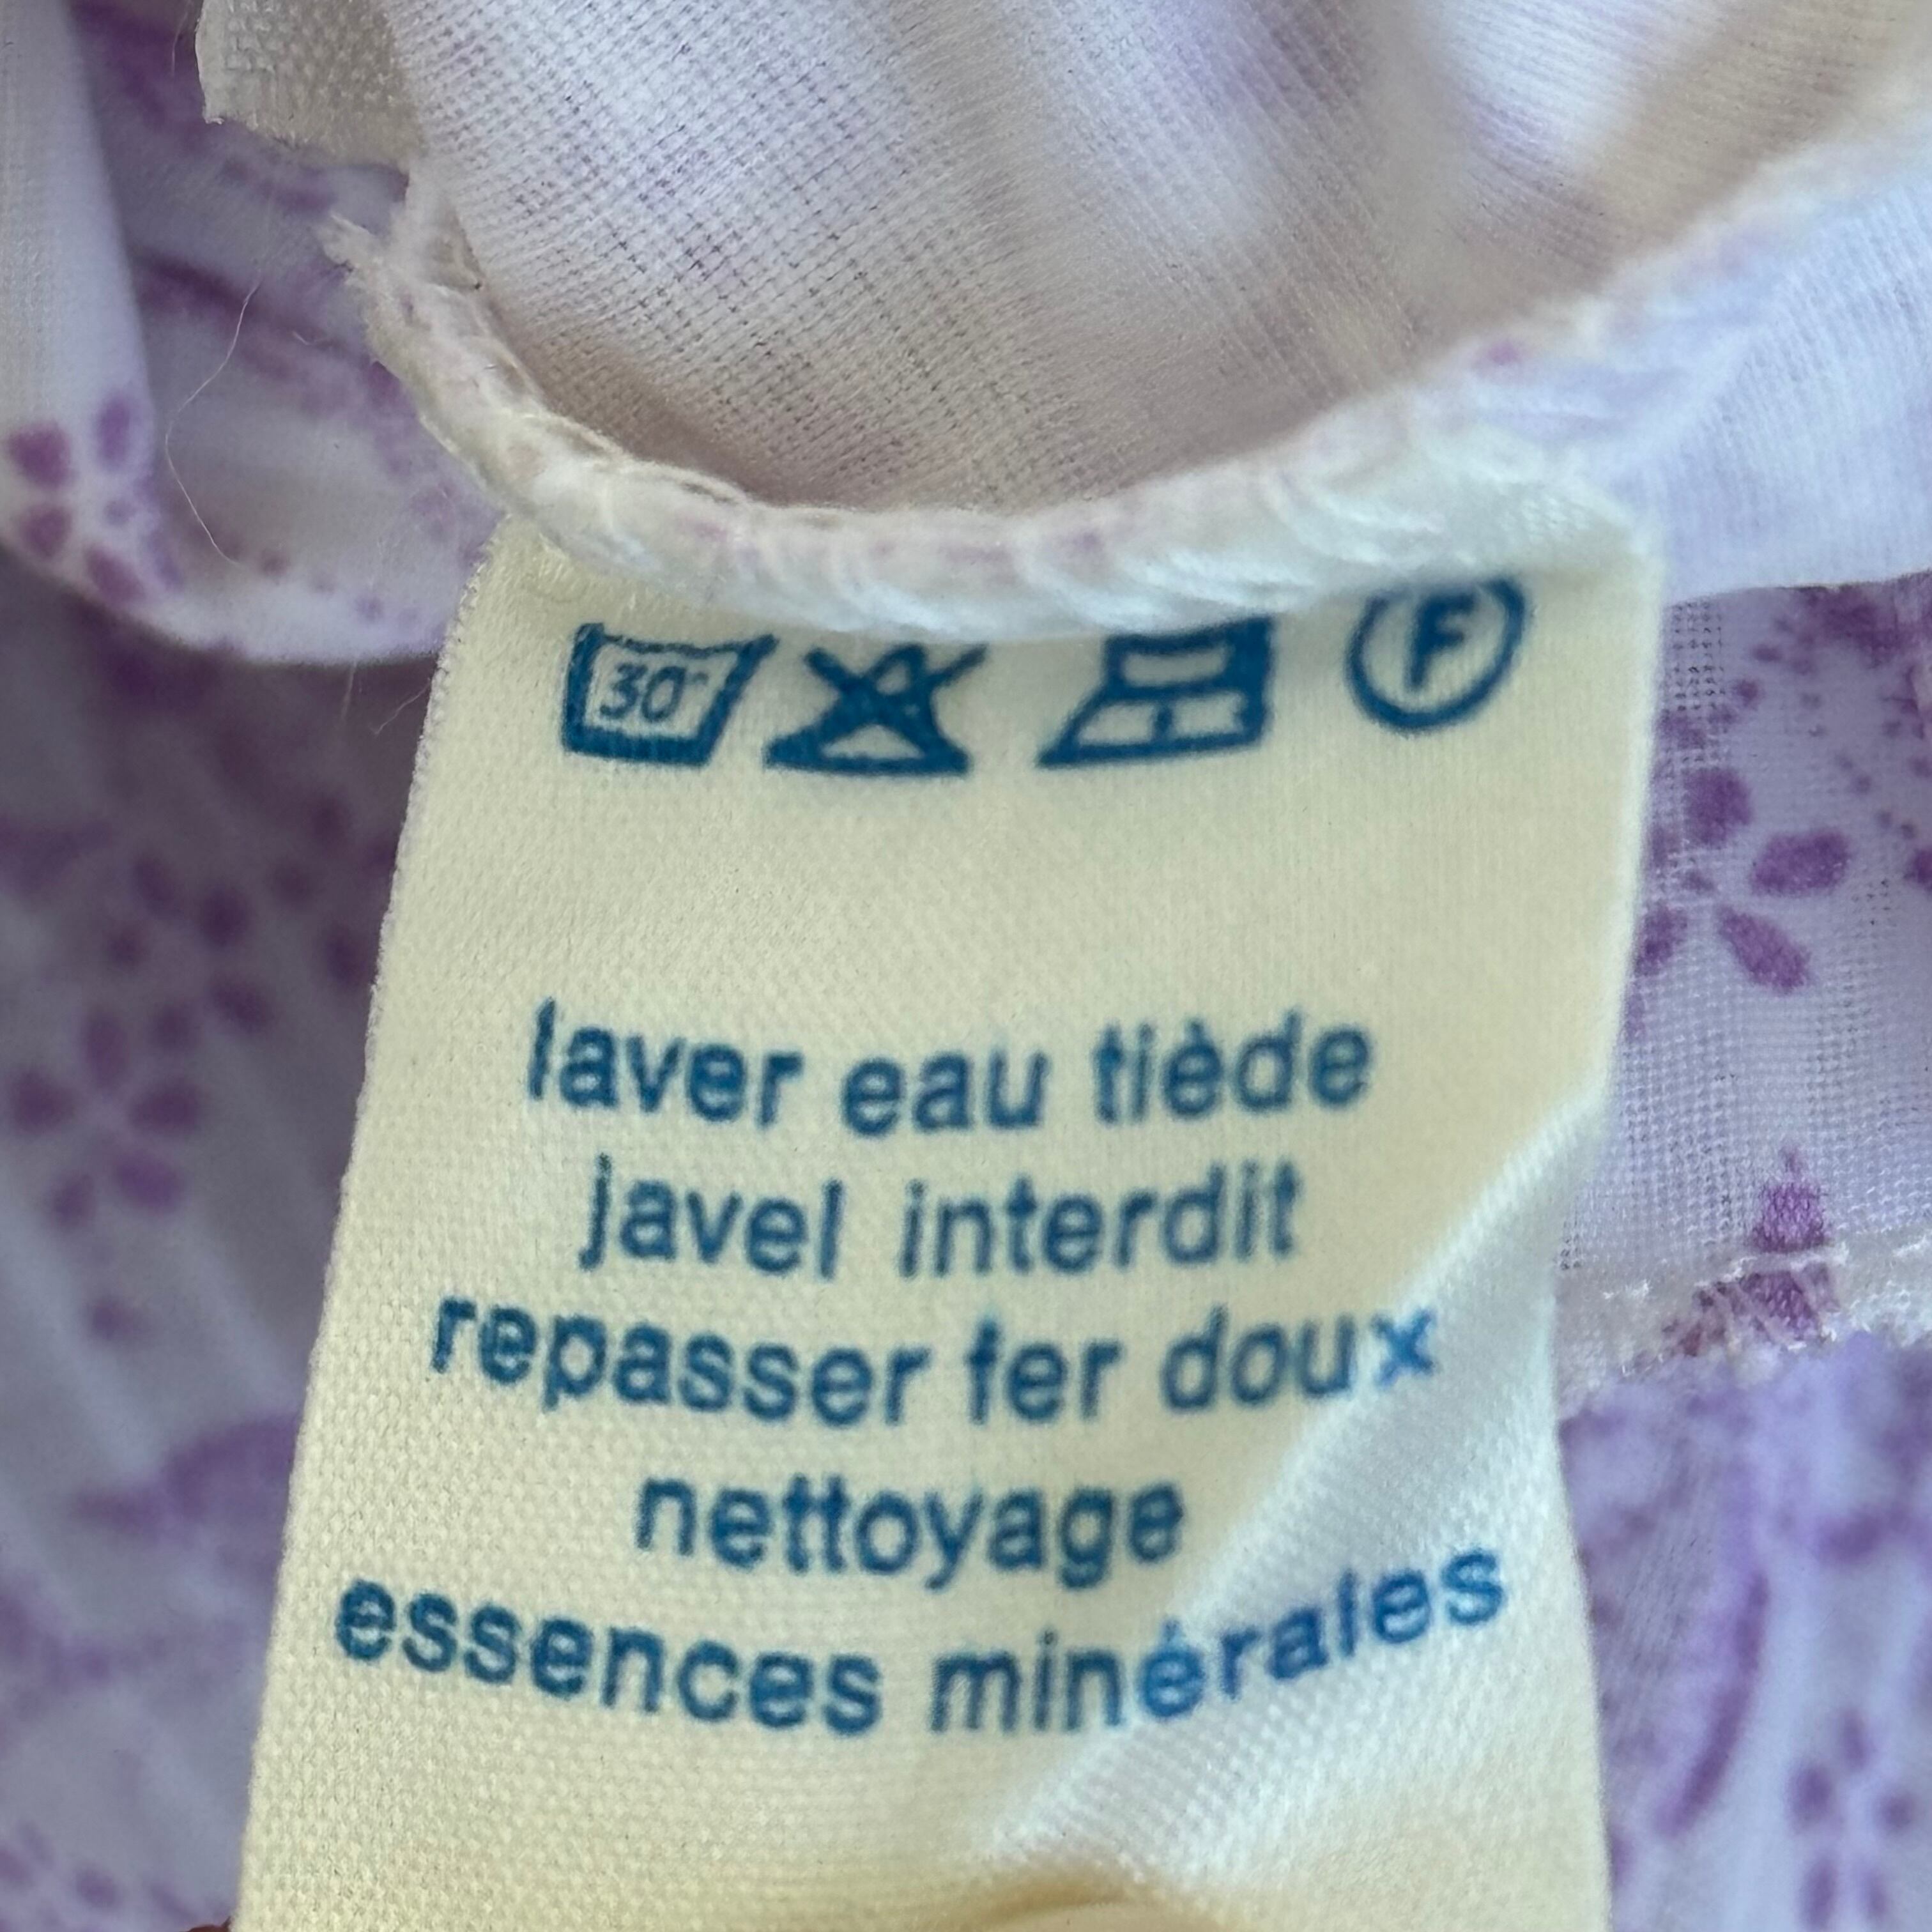 30° F
laver eau tiède
javel interdit
repasser fer doux
nettoyage
essences minérales